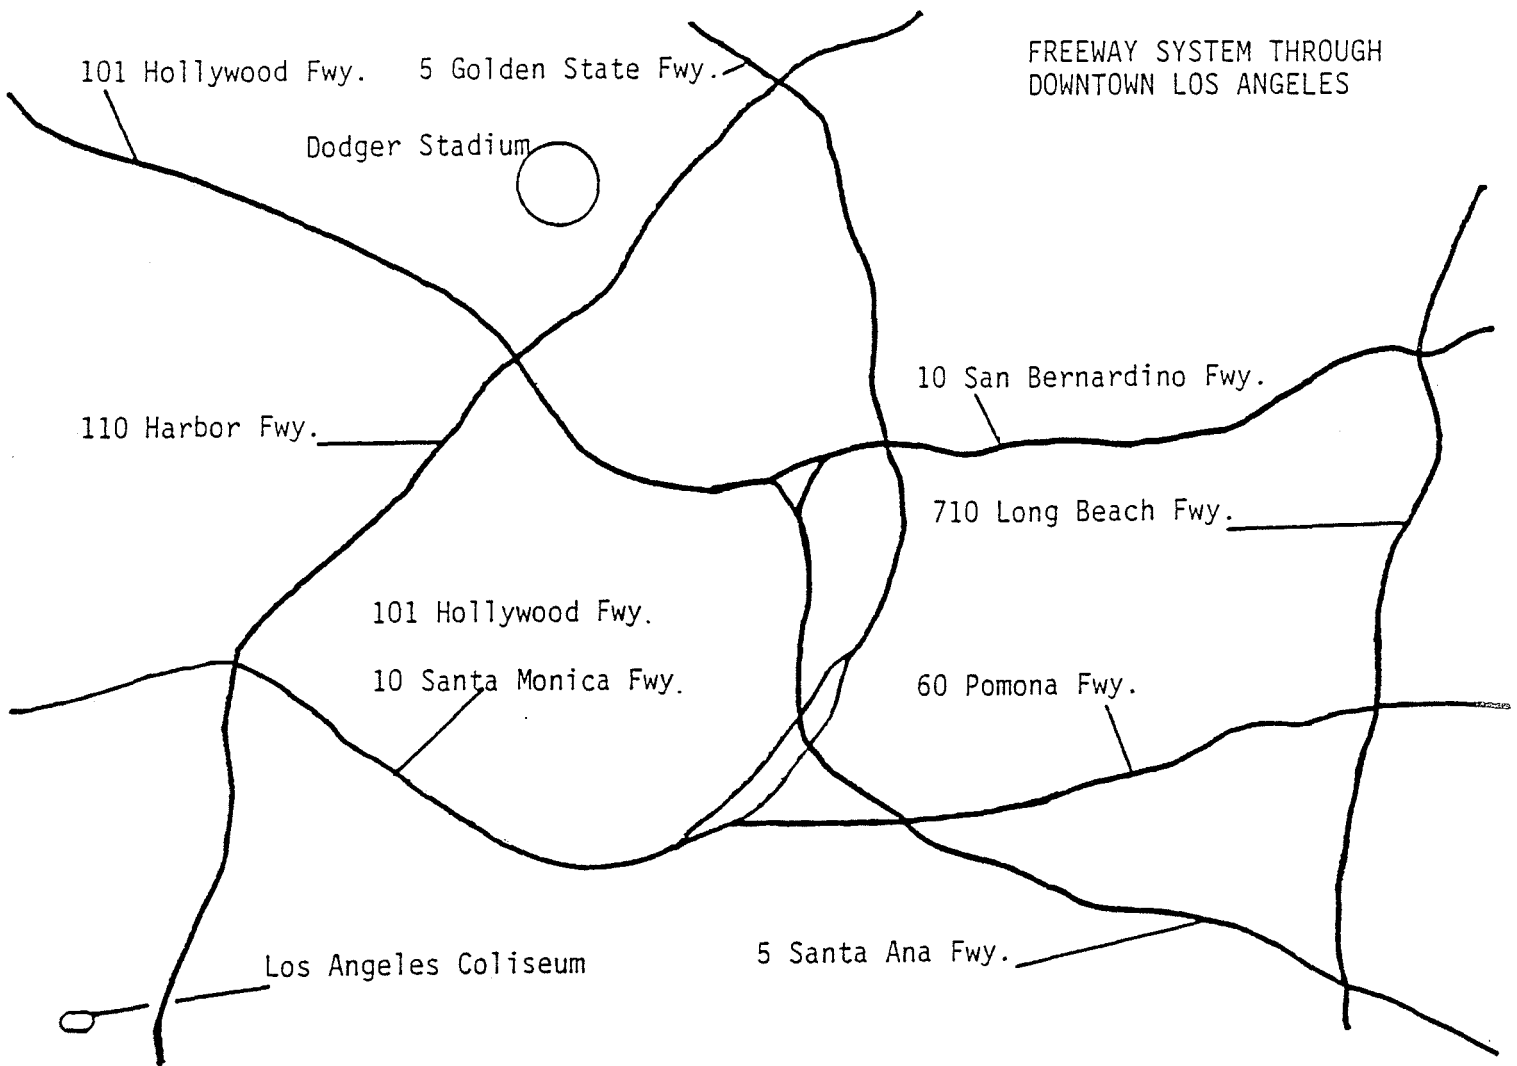 FREEWAY SYSTEM THROUGH
DOWNTOWN LOS ANGELES
101 Hollywood Fwy.
5 Golden State Fwy.
Dodger Stadium
10 San Bernardino Fwy.
110 Harbor Fwy.
710 Long Beach Fwy.
101 Hollywood Fwy.
10 Santa Monica Fwy.
60 Pomona Fwy.
5 Santa Ana Fwy.
Los Angeles Coliseum